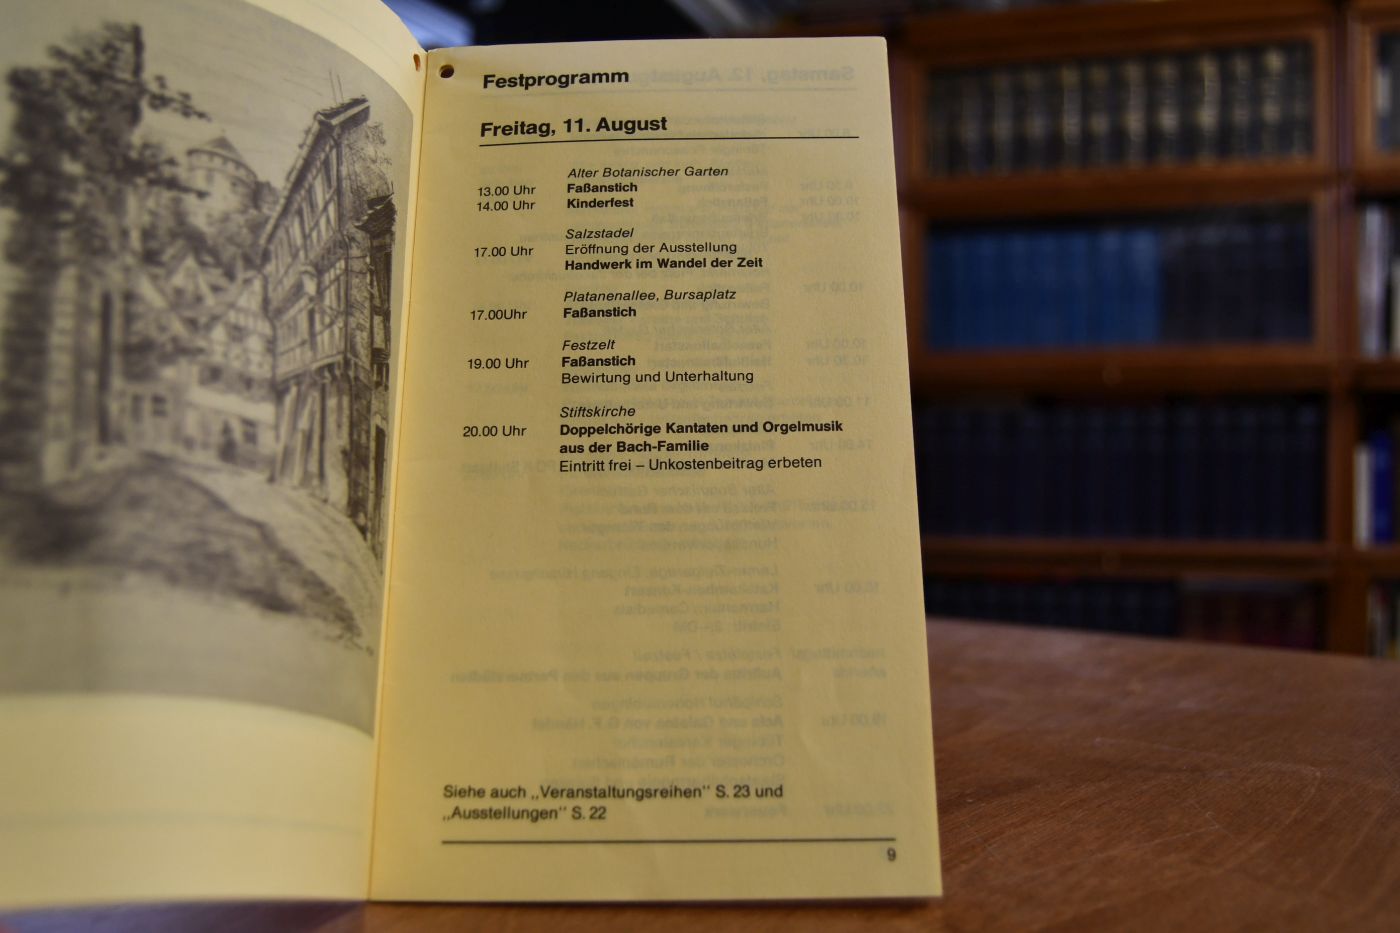 Festprogramm
Freitag, 11. August
Alter Botanischer Garten
13.00 Uhr Faßanstich
14.00 Uhr Kinderfest
Salzstadel
17.00 Uhr Eröffnung der Ausstellung
Handwerk im Wandel der Zeit
Platanenallee, Bursaplatz
17.00Uhr Faßanstich
Festzelt
19.00 Uhr Faßanstich
Bewirtung und Unterhaltung
Stiftskirche
20.00 Uhr Doppelchörige Kantaten und Orgelmusik
aus der Bach-Familie
Eintritt frei – Unkostenbeitrag erbeten
Siehe auch „Veranstaltungsreihen" S. 23 und
„Ausstellungen" S. 22
9